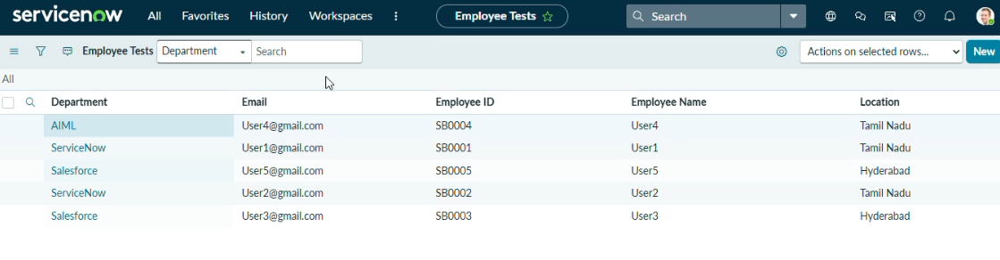 servicenow All Favorites History Workspaces Employee Tests Search
Employee Tests Department Search Actions on selected rows... New
All
Department Email Employee ID Employee Name Location
AIML User4@gmail.com SB0004 User4 Tamil Nadu
ServiceNow User1@gmail.com SB0001 User1 Tamil Nadu
Salesforce User5@gmail.com SB0005 User5 Hyderabad
ServiceNow User2@gmail.com SB0002 User2 Tamil Nadu
Salesforce User3@gmail.com SB0003 User3 Hyderabad